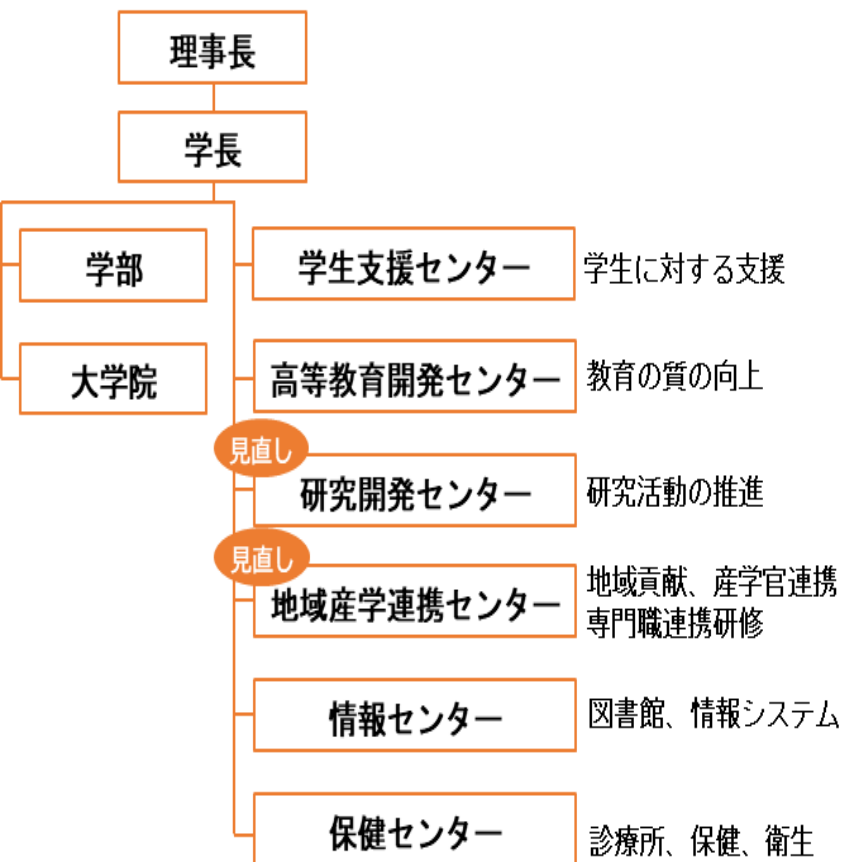 理事長
学長
学部
大学院
学生支援センター
学生に対する支援
高等教育開発センター
教育の質の向上
見直し
研究開発センター
研究活動の推進
見直し
地域産学連携センター
地域貢献、産学官連携
専門職連携研修
情報センター
図書館、情報システム
保健センター
診療所、保健、衛生